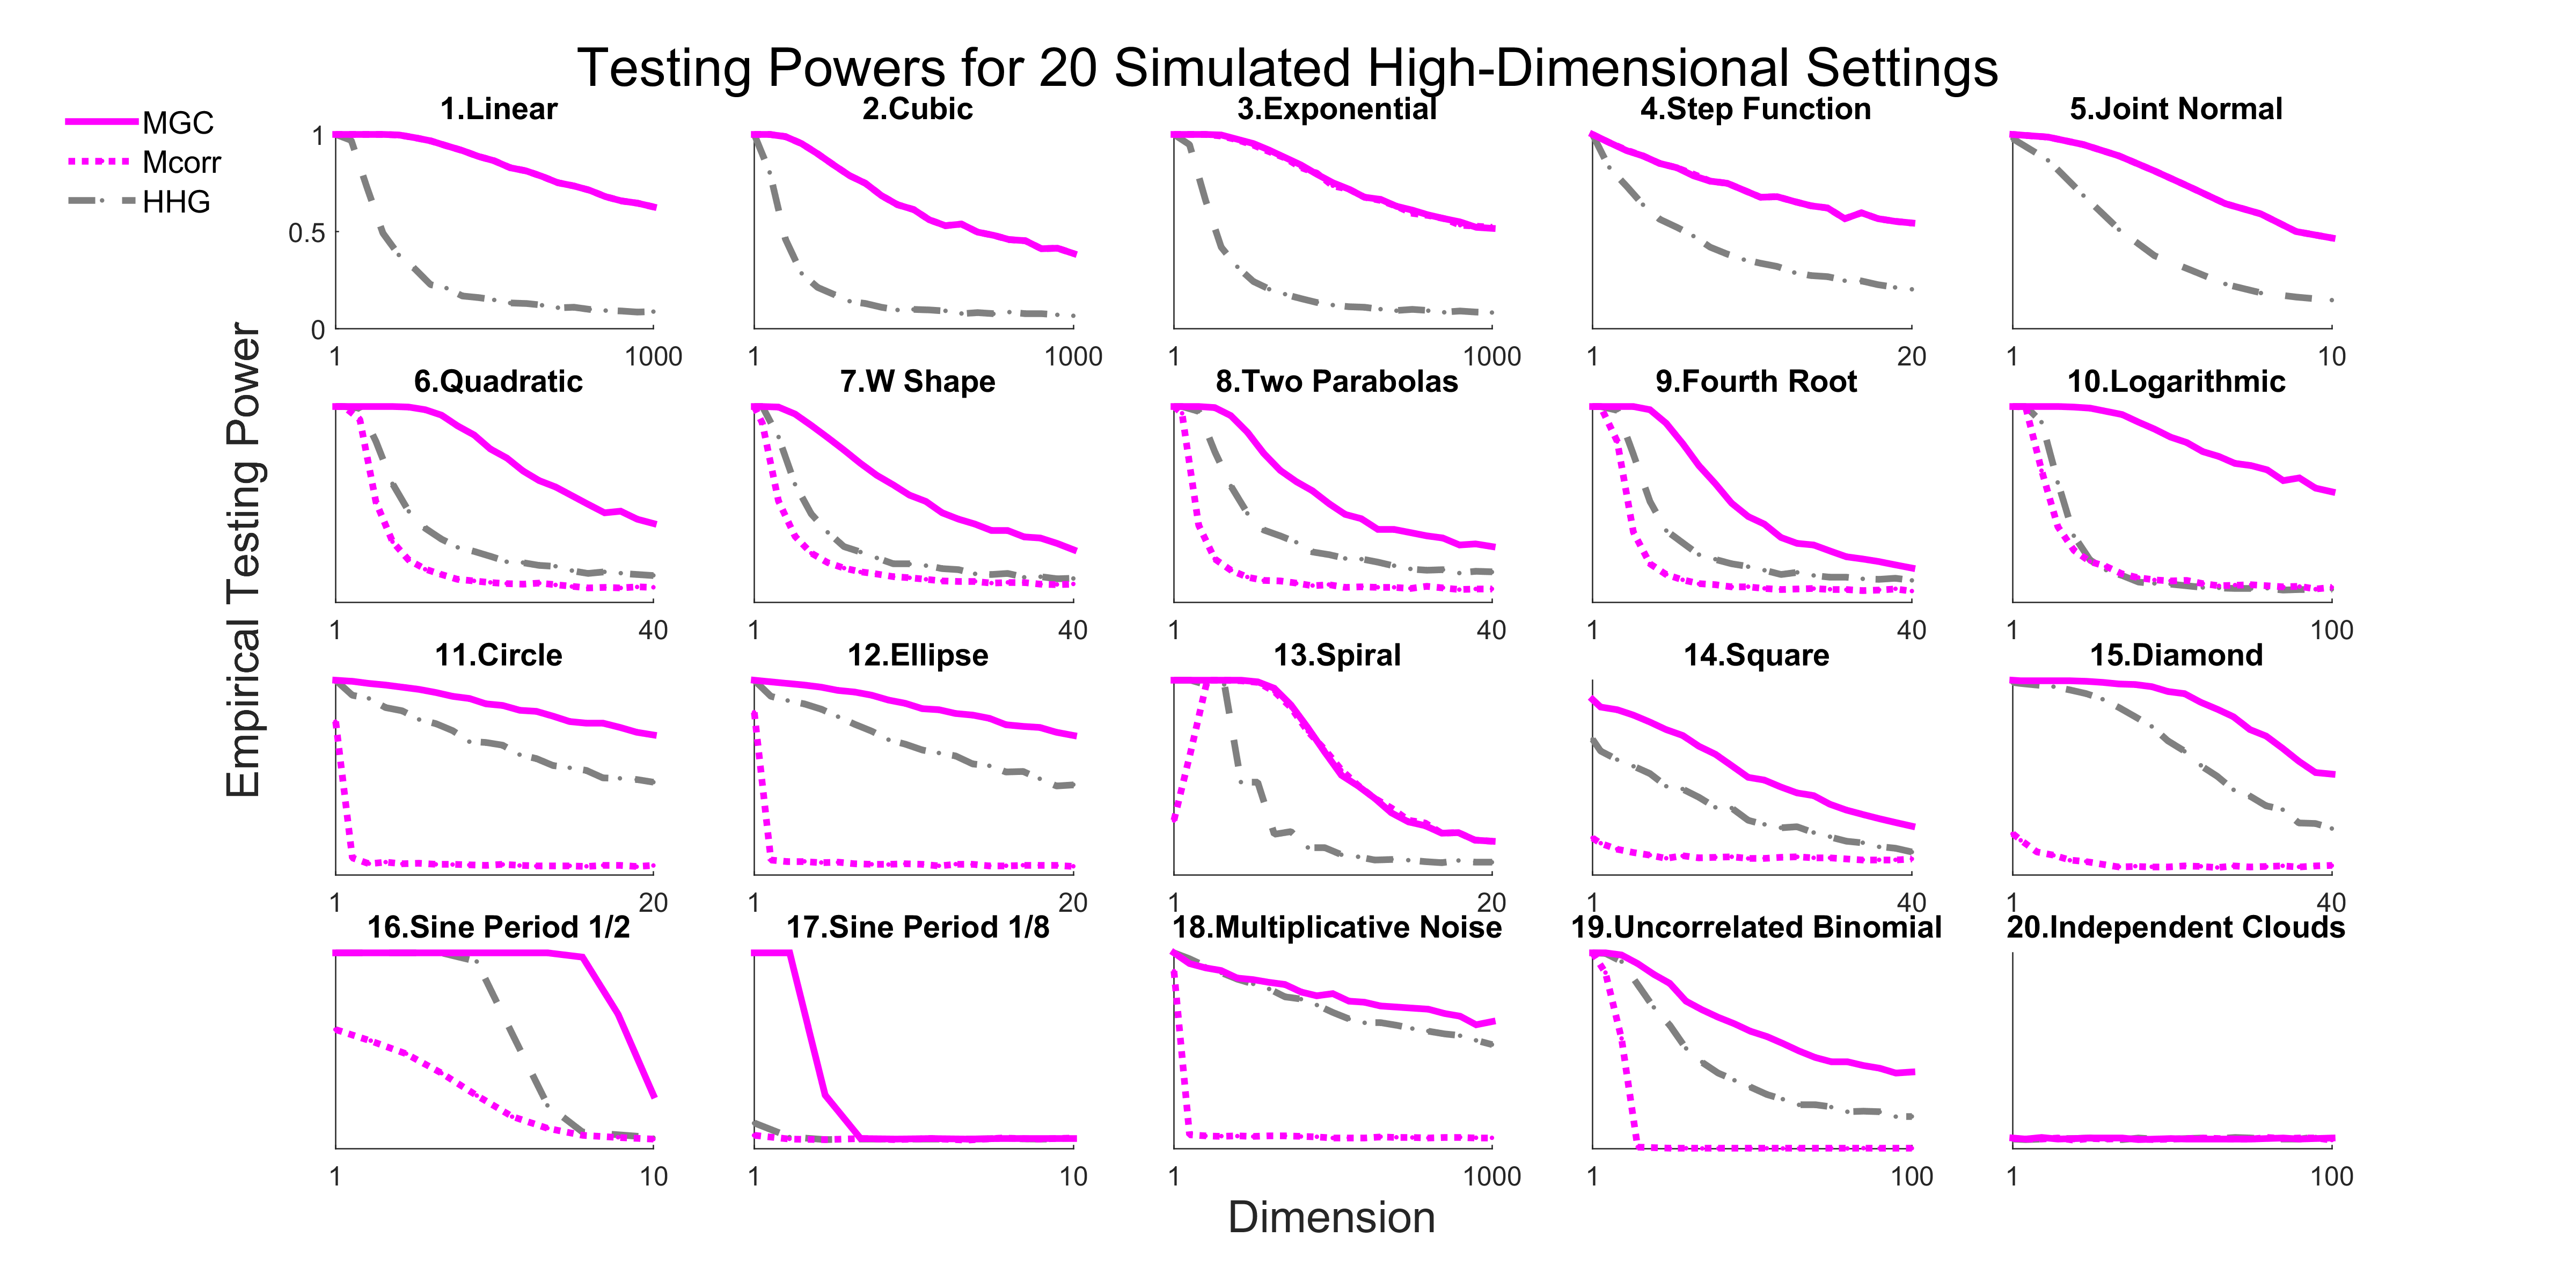 Testing Powers for 20 Simulated High-Dimensional Settings
MGC
Mcorr
HHG
Empirical Testing Power
1.Linear
1
0.5
0
1 1000
2.Cubic
1 1000
3.Exponential
1 1000
4.Step Function
1 20
5.Joint Normal
1 10
6.Quadratic
1 40
7.W Shape
1 40
8.Two Parabolas
1 40
9.Fourth Root
1 40
10.Logarithmic
1 100
11.Circle
1 20
12.Ellipse
1 20
13.Spiral
1 20
14.Square
1 40
15.Diamond
1 40
16.Sine Period 1/2
1 10
17.Sine Period 1/8
1 10
18.Multiplicative Noise
1 1000
19.Uncorrelated Binomial
1 100
20.Independent Clouds
1 100
Dimension